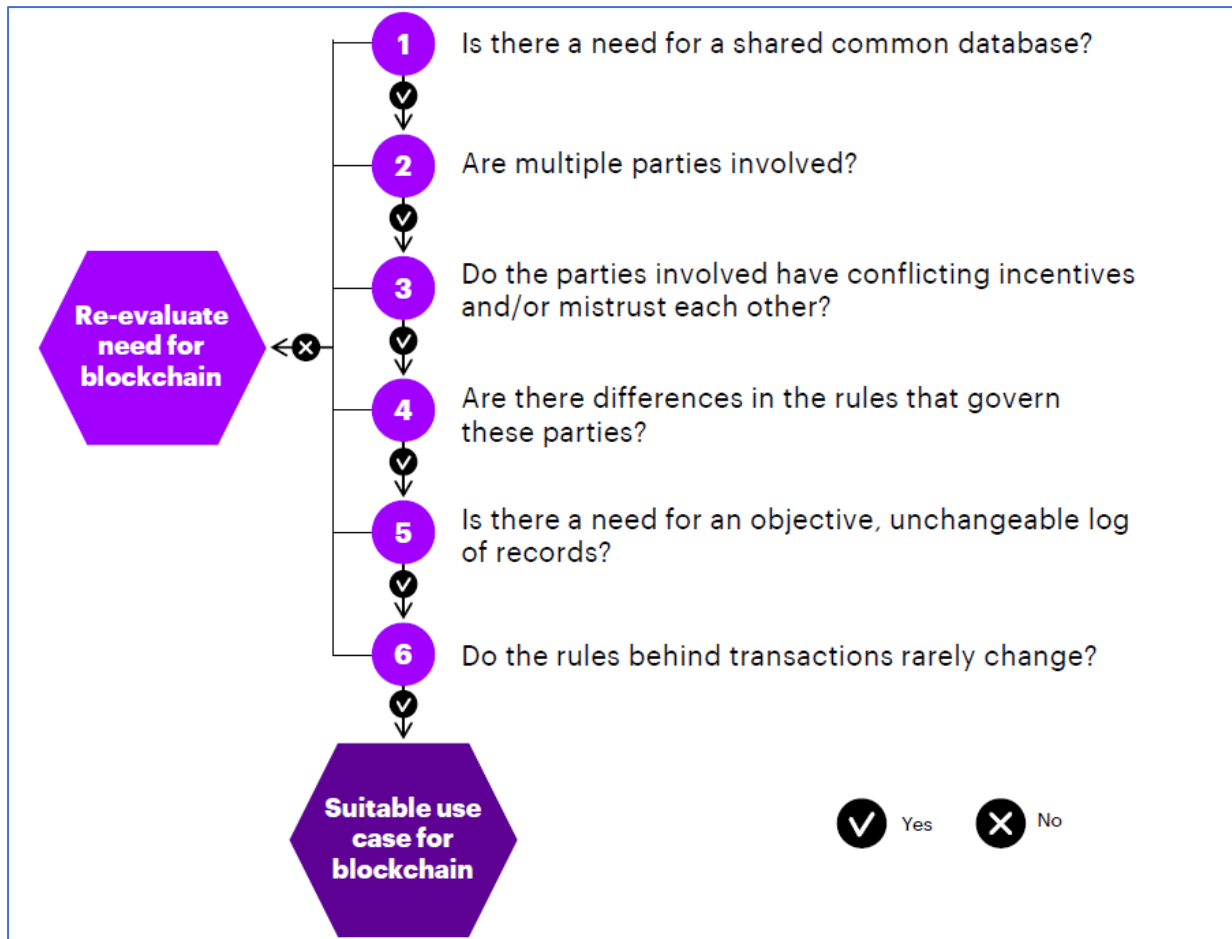 1
Is there a need for a shared common database?
2
Are multiple parties involved?
3
Do the parties involved have conflicting incentives
and/or mistrust each other?
Re-evaluate
need for
blockchain
4
Are there differences in the rules that govern
these parties?
5
Is there a need for an objective, unchangeable log
of records?
6
Do the rules behind transactions rarely change?
Suitable use
case for
blockchain
Yes
No